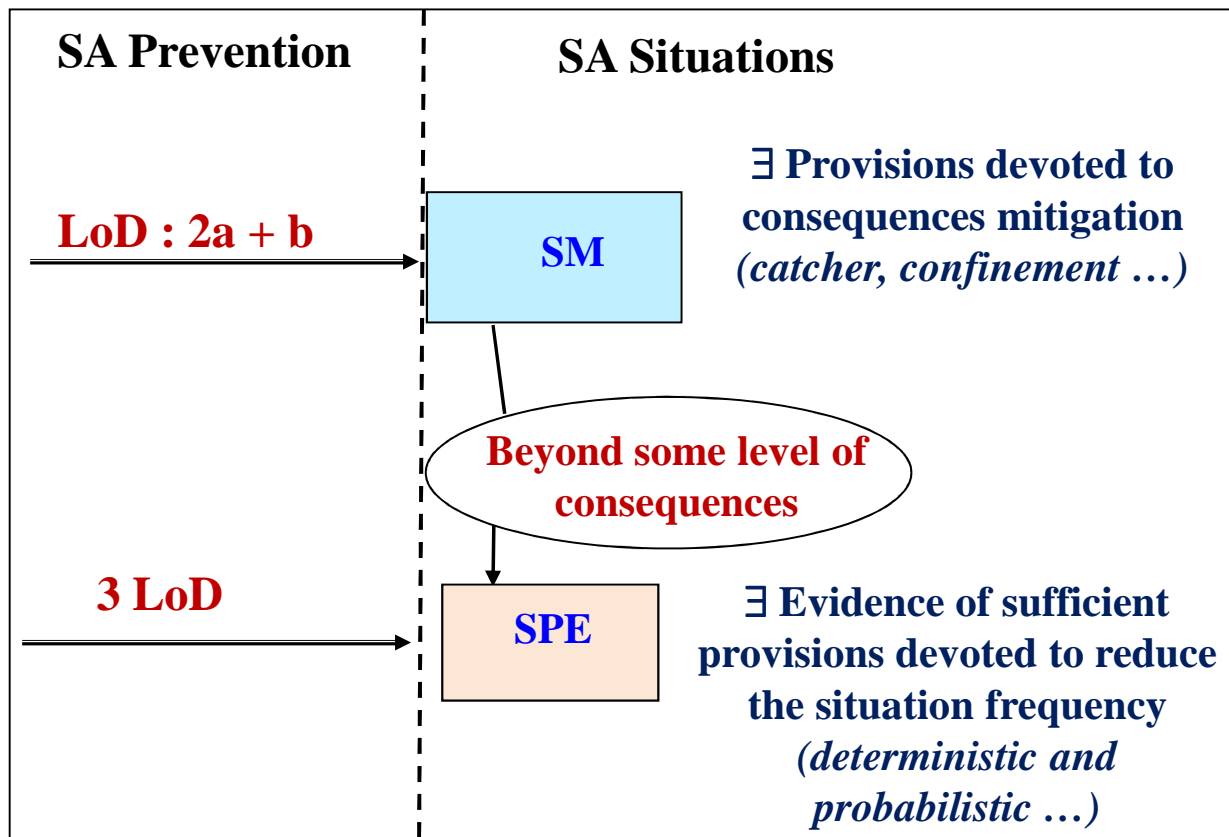 SA Prevention
SA Situations
LoD : 2a + b
SM
∃ Provisions devoted to
consequences mitigation
(catcher, confinement …)
Beyond some level of
consequences
3 LoD
SPE
∃ Evidence of sufficient
provisions devoted to reduce
the situation frequency
(deterministic and
probabilistic …)